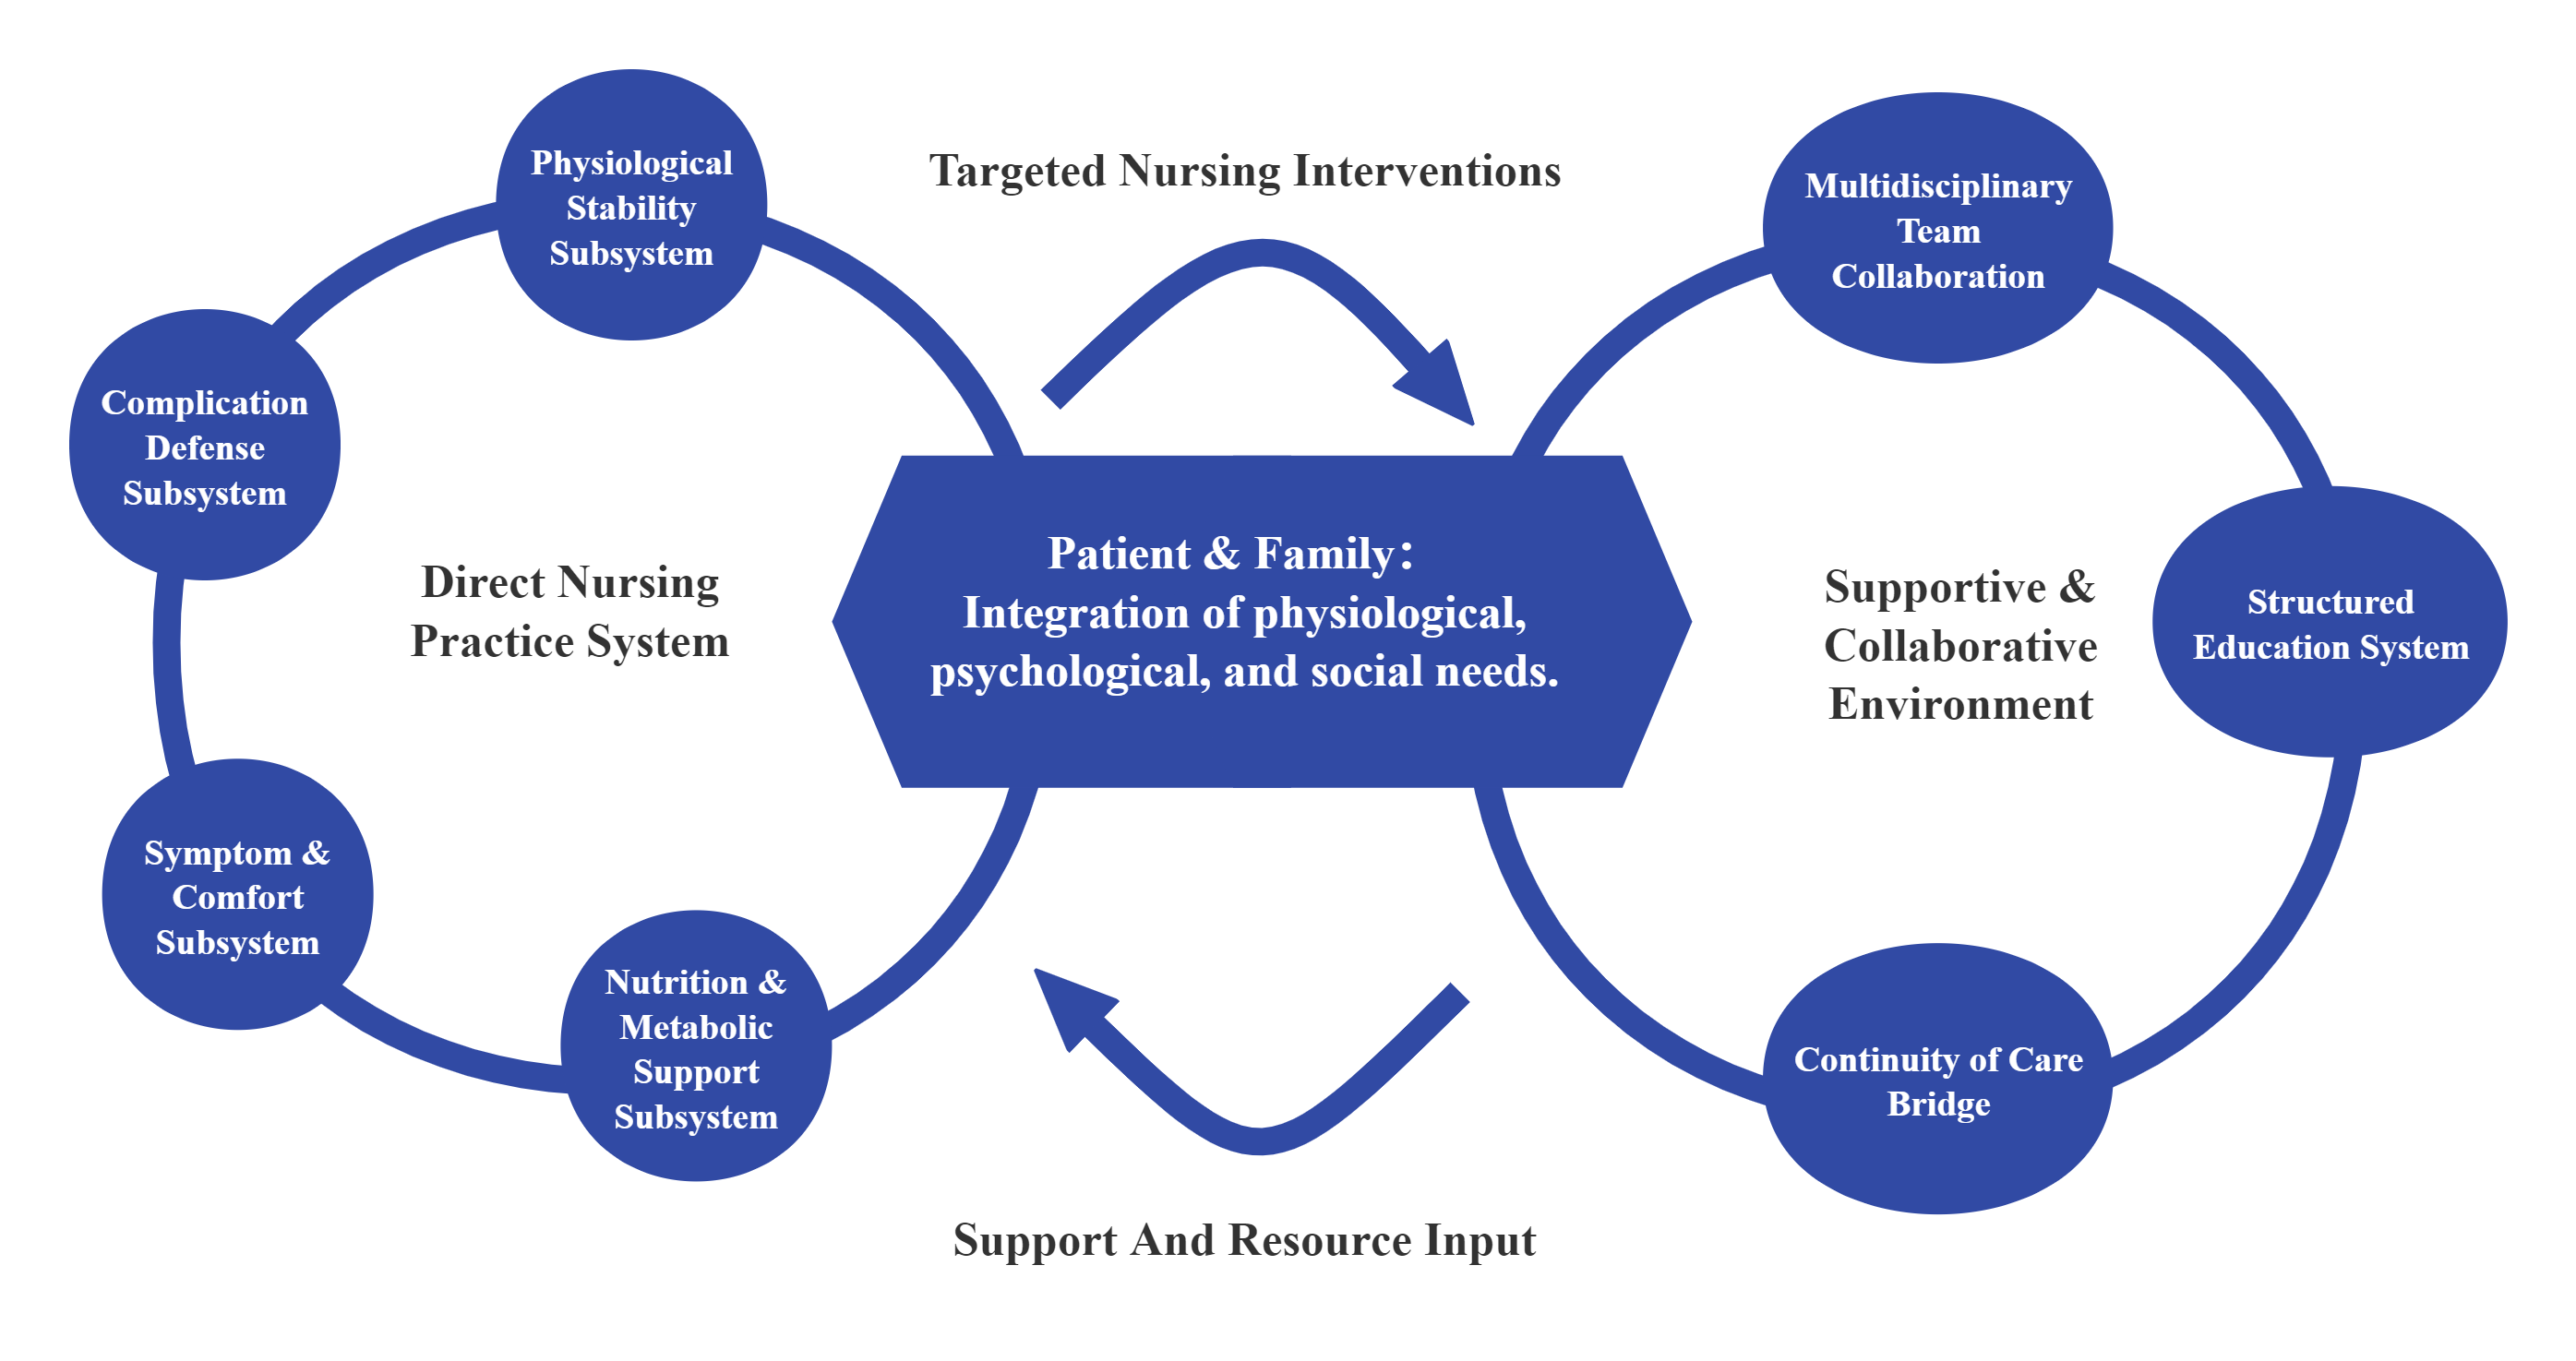 Physiological
Stability
Subsystem
Targeted Nursing Interventions
Multidisciplinary
Team
Collaboration
Complication
Defense
Subsystem
Direct Nursing
Practice System
Patient & Family：
Integration of physiological,
psychological, and social needs.
Supportive &
Collaborative
Environment
Structured
Education System
Symptom &
Comfort
Subsystem
Nutrition &
Metabolic
Support
Subsystem
Continuity of Care
Bridge
Support And Resource Input